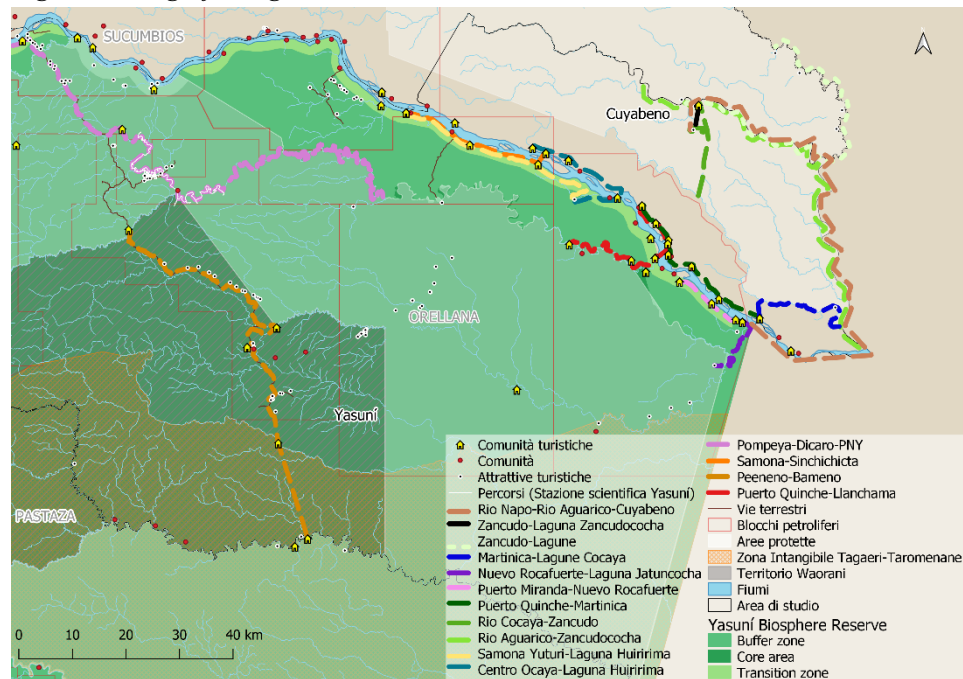 SUCUMBIOS
Cuyabeno
ORELLANA
Yasuní
PASTAZA
0 10 20 30 40 km
Comunità turistiche
Comunità
Attrattive turistiche
Percorsi (Stazione scientifica Yasuní)
Rio Napo-Rio Aguarico-Cuyabeno
Zancudo-Laguna Zancudococha
Zancudo-Lagune
Martinica-Lagune Cocaya
Nuevo Rocafuerte-Laguna Jatuncocha
Puerto Miranda-Nuevo Rocafuerte
Puerto Quinche-Martinica
Rio Cocaya-Zancudo
Rio Aguarico-Zancudococha
Samona Yuturi-Laguna Huiririma
Centro Ocaya-Laguna Huiririma
Pompeya-Dicaro-PNY
Samona-Sinchichicta
Peeneno-Bameno
Puerto Quinche-Llanchama
Vie terrestri
Blocchi petroliferi
Aree protette
Zona Intangibile Tagaeri-Taromenane
Territorio Waorani
Fiumi
Area di studio
Yasuní Biosphere Reserve
Buffer zone
Core area
Transition zone